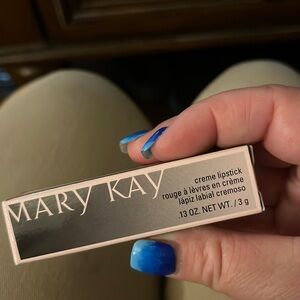 MARY KAY
creme lipstick
rouge à lèvres en crème
lápiz labial cremoso
.13 OZ. NET WT. / 3 g